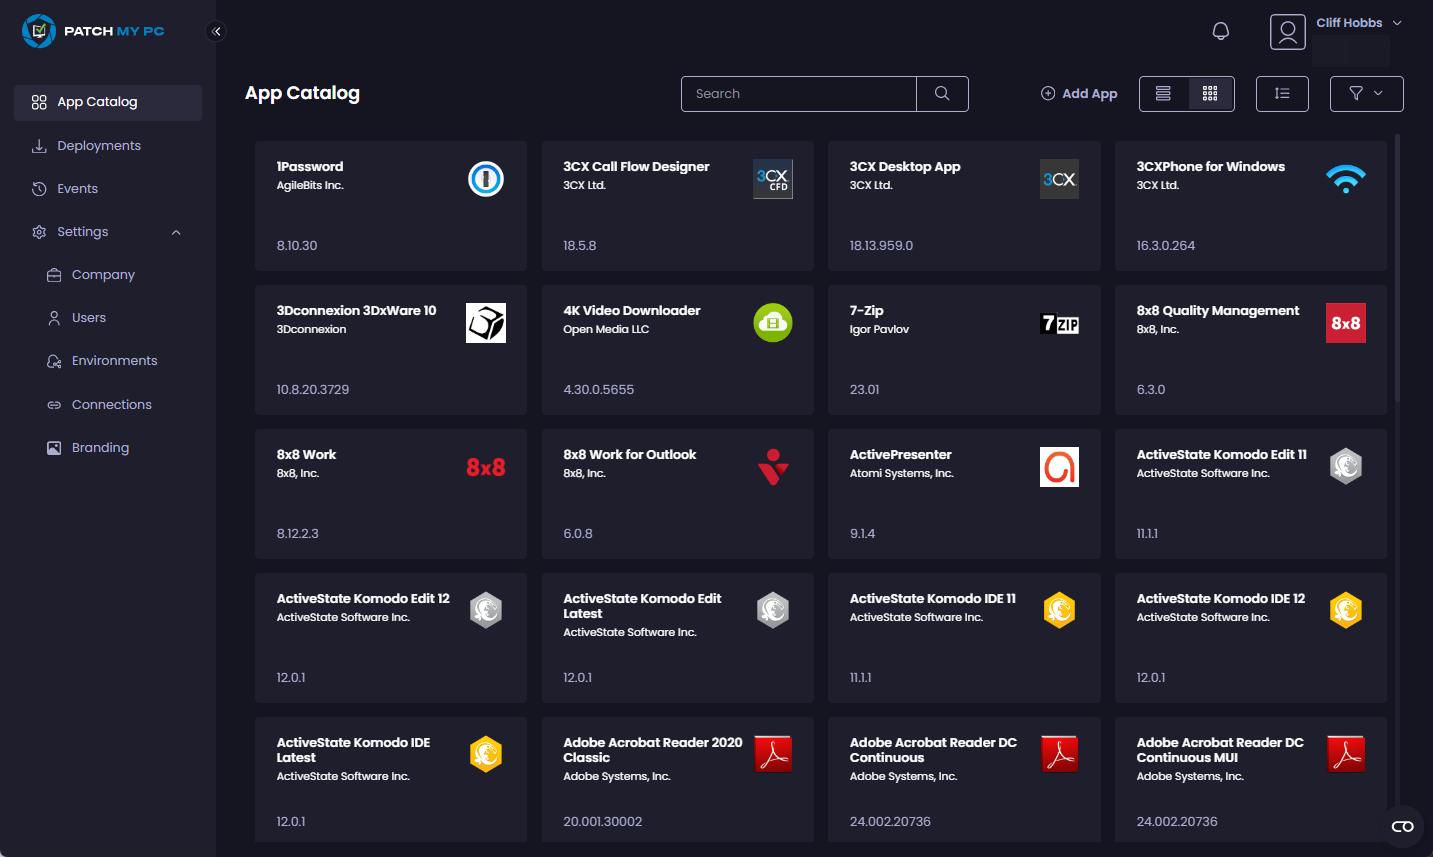 PATCH MY PC
Cliff Hobbs
App Catalog
Deployments
Events
Settings
Company
Users
Environments
Connections
Branding
App Catalog
Search
Add App
1Password
AgileBits Inc.
8.10.30
3CX Call Flow Designer
3CX Ltd.
3CX
CFD
18.5.8
3CX Desktop App
3CX Ltd.
3CX
18.13.959.0
3CXPhone for Windows
3CX Ltd.
16.3.0.264
3Dconnexion 3DxWare 10
3Dconnexion
10.8.20.3729
4K Video Downloader
Open Media LLC
4.30.0.5655
7-Zip
Igor Pavlov
7ZIP
23.01
8x8 Quality Management
8x8, Inc.
8x8
6.3.0
8x8 Work
8x8, Inc.
8x8
8.12.2.3
8x8 Work for Outlook
8x8, Inc.
6.0.8
ActivePresenter
Atomi Systems, Inc.
9.1.4
ActiveState Komodo Edit 11
ActiveState Software Inc.
11.1.1
ActiveState Komodo Edit 12
ActiveState Software Inc.
12.0.1
ActiveState Komodo Edit
Latest
ActiveState Software Inc.
12.0.1
ActiveState Komodo IDE 11
ActiveState Software Inc.
11.1.1
ActiveState Komodo IDE 12
ActiveState Software Inc.
12.0.1
ActiveState Komodo IDE
Latest
ActiveState Software Inc.
12.0.1
Adobe Acrobat Reader 2020
Classic
Adobe Systems, Inc.
20.001.30002
Adobe Acrobat Reader DC
Continuous
Adobe Systems, Inc.
24.002.20736
Adobe Acrobat Reader DC
Continuous MUI
Adobe Systems, Inc.
24.002.20736